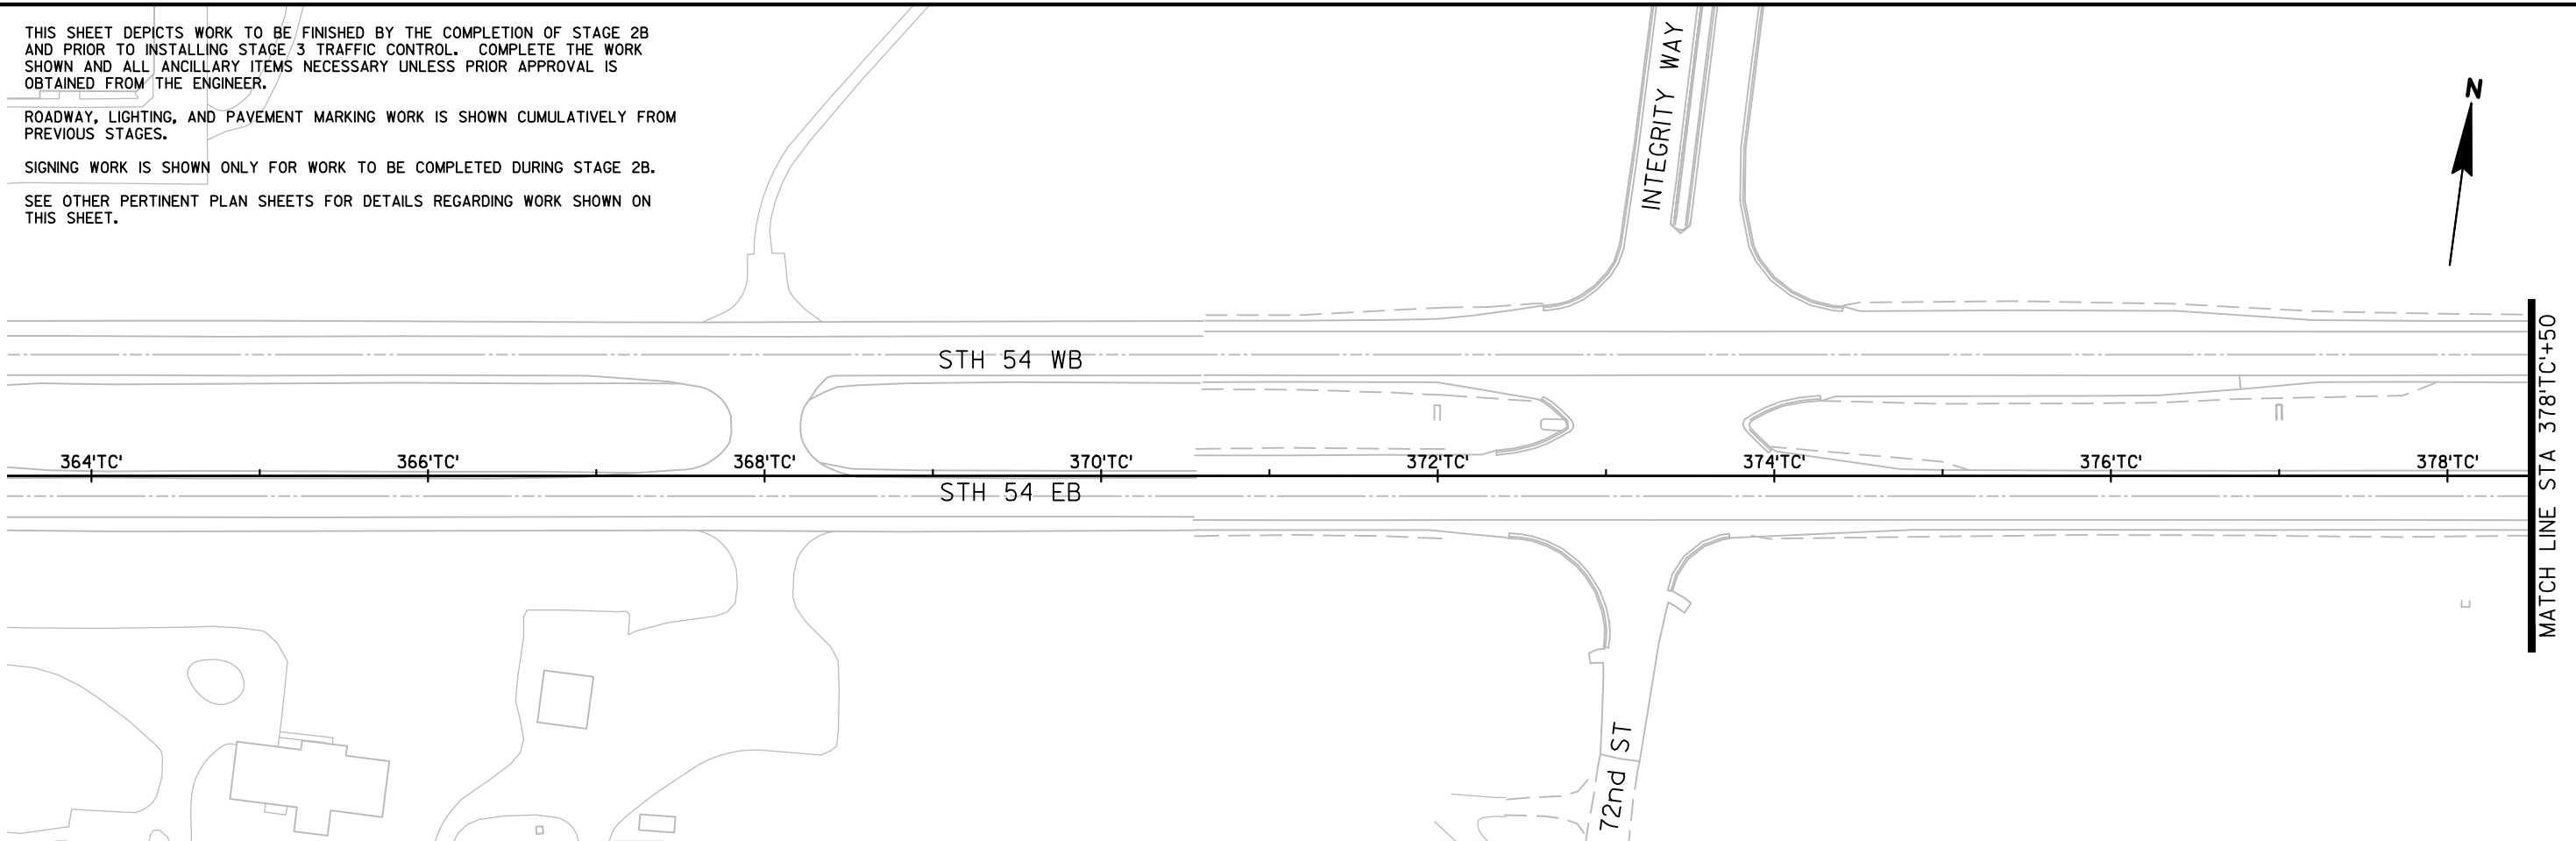 THIS SHEET DEPICTS WORK TO BE FINISHED BY THE COMPLETION OF STAGE 2B
AND PRIOR TO INSTALLING STAGE 3 TRAFFIC CONTROL. COMPLETE THE WORK
SHOWN AND ALL ANCILLARY ITEMS NECESSARY UNLESS PRIOR APPROVAL IS
OBTAINED FROM THE ENGINEER.
ROADWAY, LIGHTING, AND PAVEMENT MARKING WORK IS SHOWN CUMULATIVELY FROM
PREVIOUS STAGES.
SIGNING WORK IS SHOWN ONLY FOR WORK TO BE COMPLETED DURING STAGE 2B.
SEE OTHER PERTINENT PLAN SHEETS FOR DETAILS REGARDING WORK SHOWN ON
THIS SHEET.
INTEGRITY WAY
N
STH 54 WB
364'TC'
366'TC'
368'TC'
370'TC'
372'TC'
374'TC'
376'TC'
378'TC'
STH 54 EB
MATCH LINE STA 378'TC'+50
72nd ST